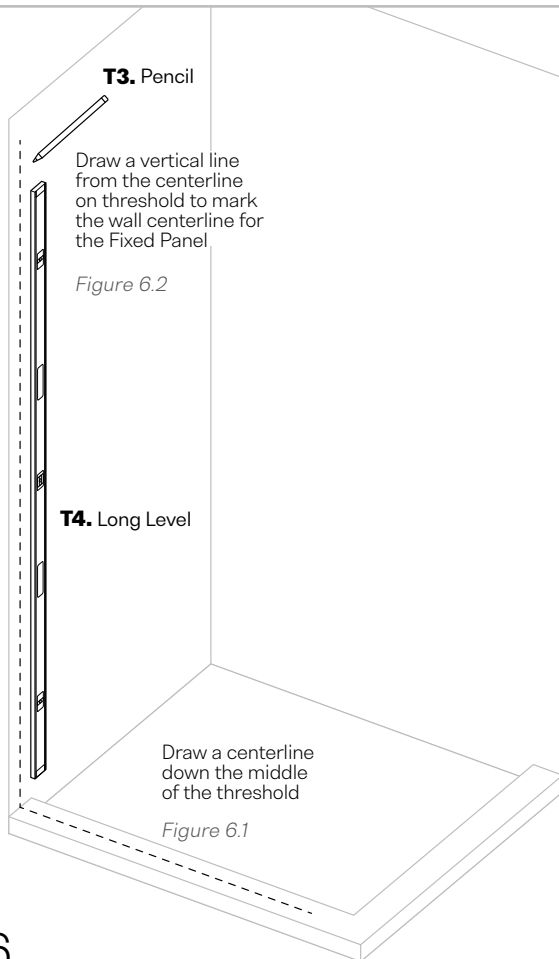 T3. Pencil
Draw a vertical line
from the centerline
on threshold to mark
the wall centerline for
the Fixed Panel
Figure 6.2
T4. Long Level
Draw a centerline
down the middle
of the threshold
Figure 6.1
6